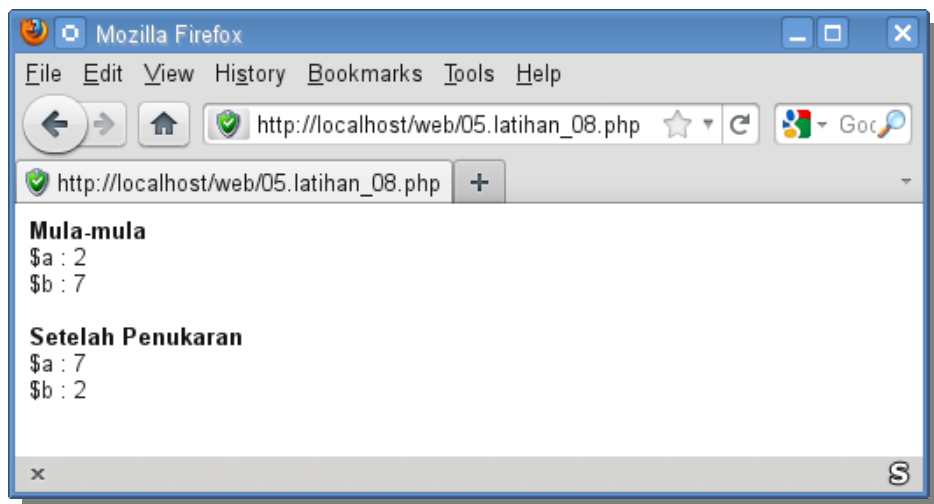 Mozilla Firefox
File Edit View History Bookmarks Tools Help
http://localhost/web/05.latihan_08.php Goo
http://localhost/web/05.latihan_08.php +
Mula-mula
$a : 2
$b : 7
Setelah Penukaran
$a : 7
$b : 2
x S